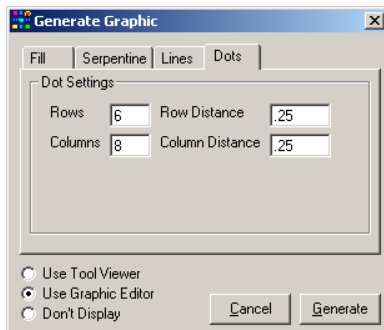 Generate Graphic
Fill Serpentine Lines Dots
Dot Settings
Rows 6 Row Distance .25
Columns 8 Column Distance .25
Use Tool Viewer
Use Graphic Editor
Don't Display
Cancel Generate